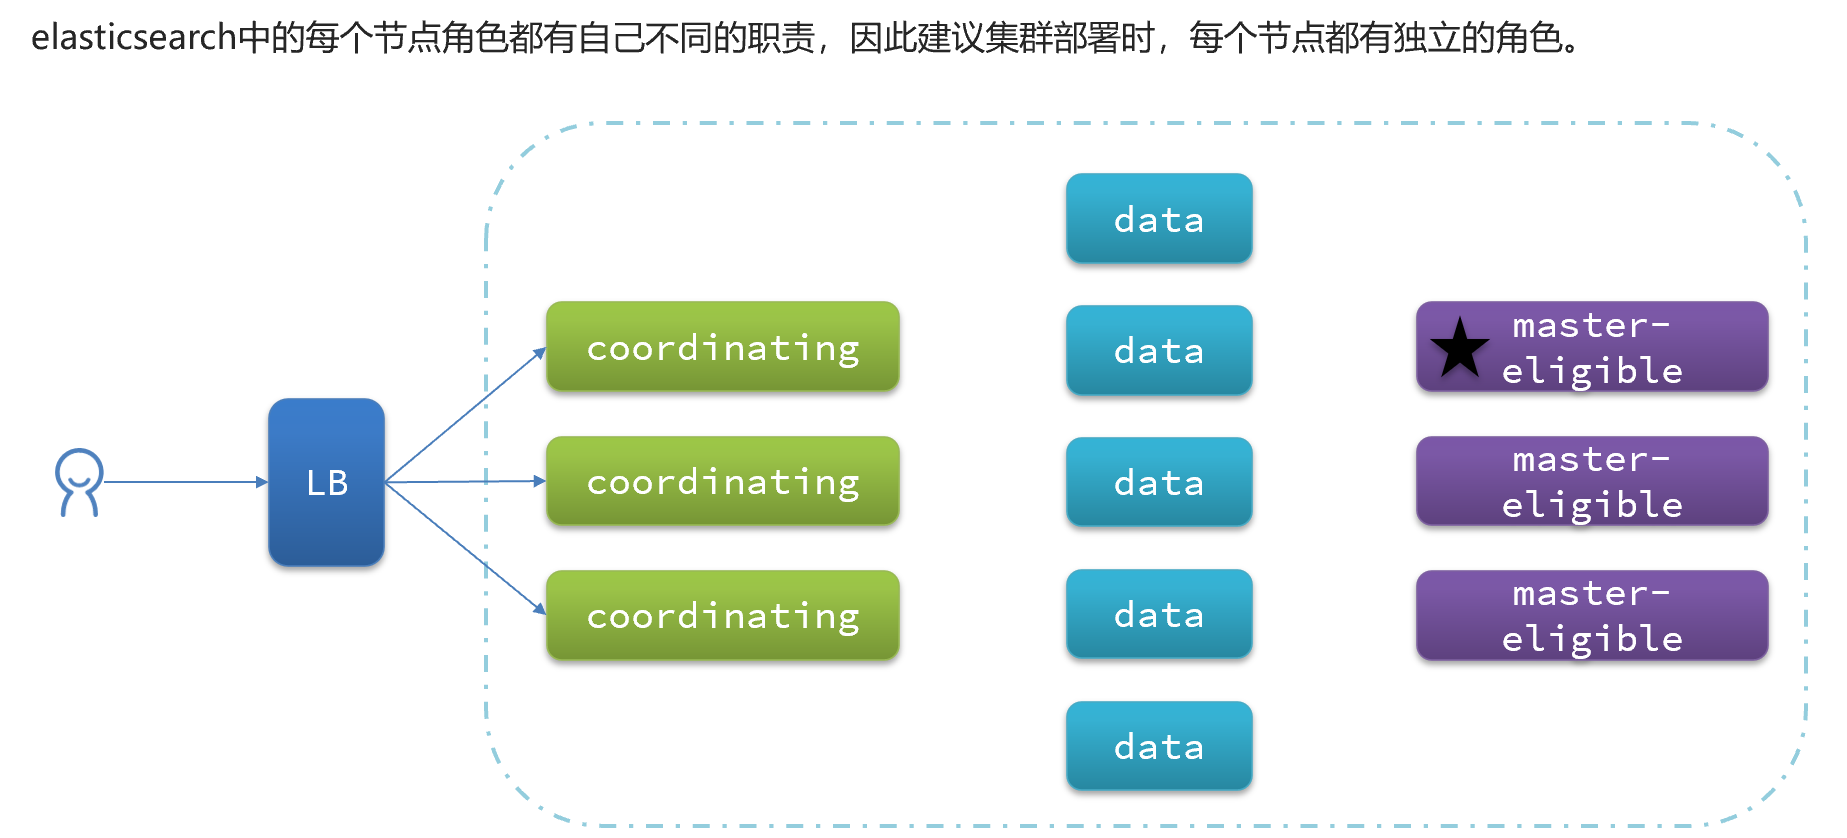 elasticsearch中的每个节点角色都有自己不同的职责，因此建议集群部署时，每个节点都有独立的角色。
LB
coordinating
coordinating
coordinating
data
data
data
data
data
master-
eligible
master-
eligible
master-
eligible